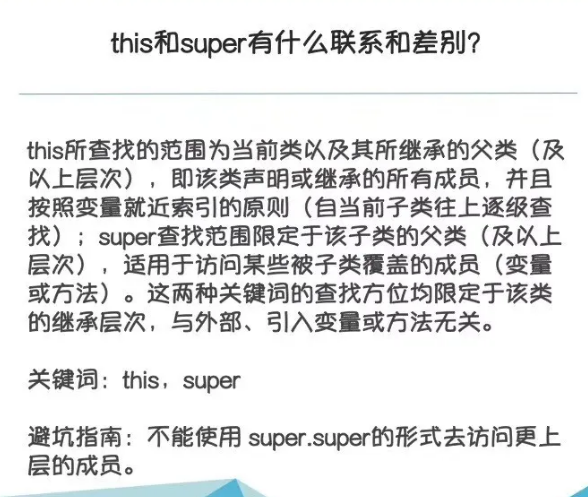 this和super有什么联系和差别?
this所查找的范围为当前类以及其所继承的父类（及
以上层次），即该类声明或继承的所有成员，并且
按照变量就近索引的原则（自当前子类往上逐级查
找）；super查找范围限定于该子类的父类（及以上
层次），适用于访问某些被子类覆盖的成员（变量
或方法）。这两种关键词的查找方位均限定于该类
的继承层次，与外部、引入变量或方法无关。
关键词：this，super
避坑指南：不能使用 super.super的形式去访问更上
层的成员。